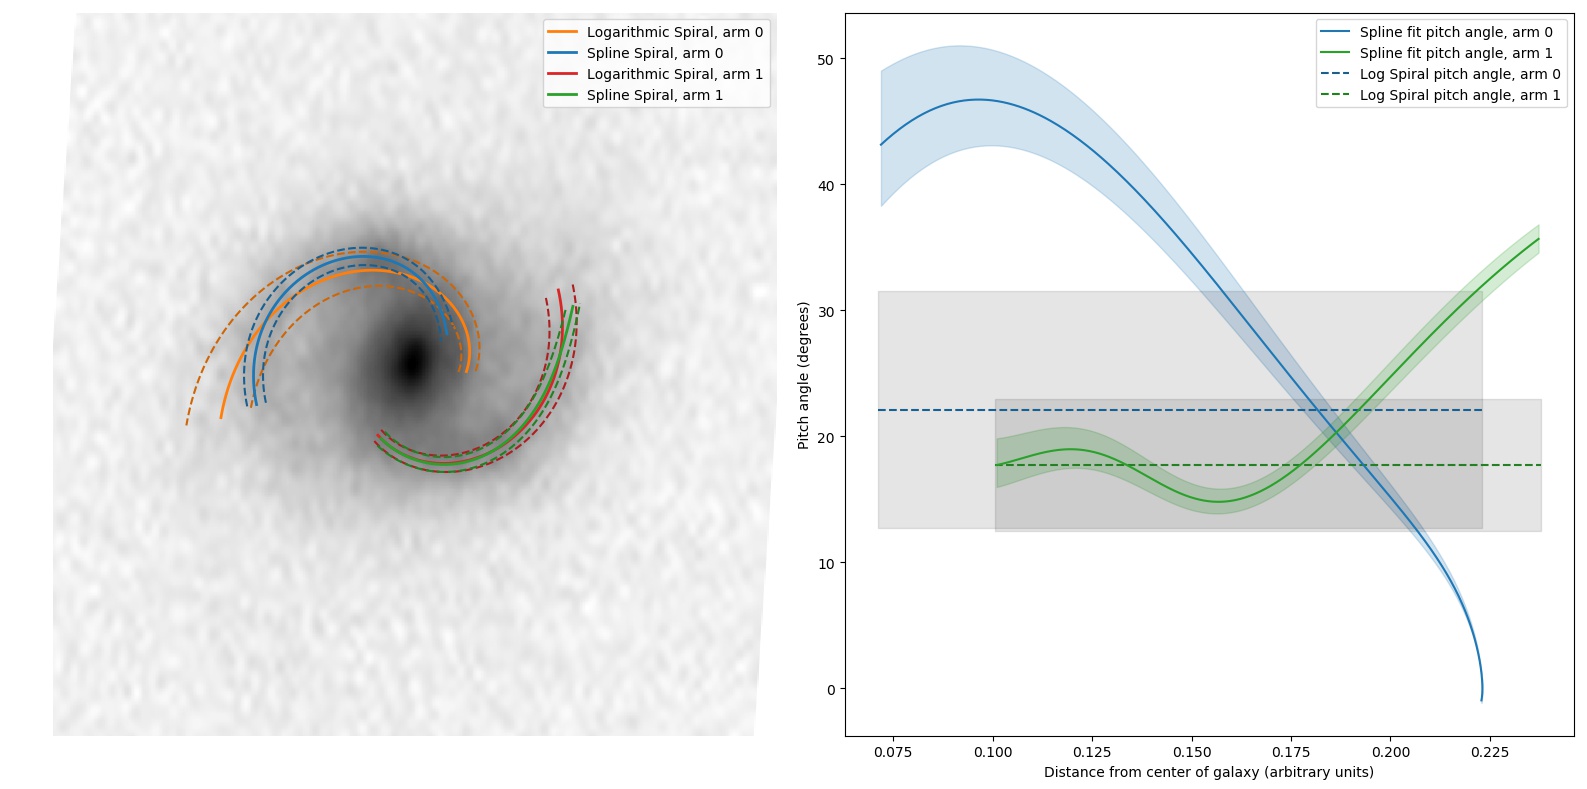 Logarithmic Spiral, arm 0
Spline Spiral, arm 0
Logarithmic Spiral, arm 1
Spline Spiral, arm 1
Spline fit pitch angle, arm 0
Spline fit pitch angle, arm 1
Log Spiral pitch angle, arm 0
Log Spiral pitch angle, arm 1
50
40
30
20
10
0
Pitch angle (degrees)
0.075 0.100 0.125 0.150 0.175 0.200 0.225
Distance from center of galaxy (arbitrary units)